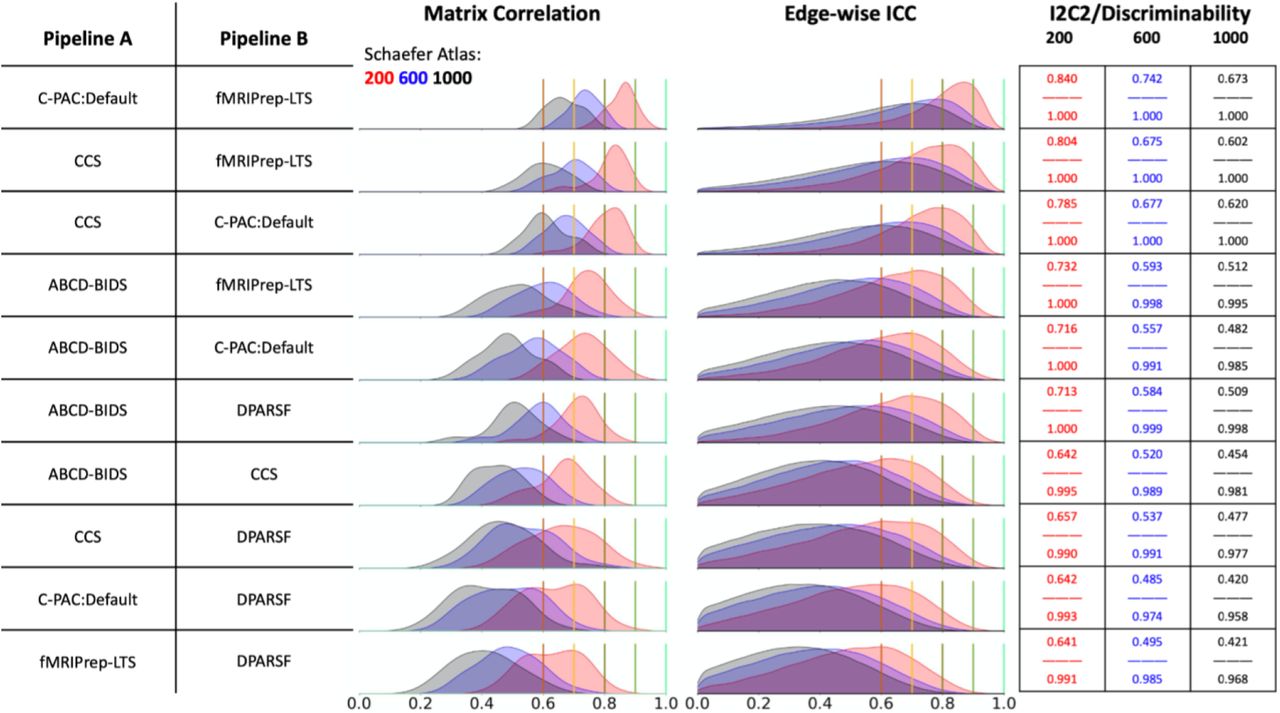 Matrix Correlation Edge-wise ICC I2C2/Discriminability
Pipeline A Pipeline B 200 600 1000
Schaefer Atlas:
200 600 1000
C-PAC:Default fMRIPrep-LTS 0.840 0.742 0.673
1.000 1.000 1.000
CCS fMRIPrep-LTS 0.804 0.675 0.602
1.000 1.000 1.000
CCS C-PAC:Default 0.785 0.677 0.620
1.000 1.000 1.000
ABCD-BIDS fMRIPrep-LTS 0.732 0.593 0.512
1.000 0.998 0.995
ABCD-BIDS C-PAC:Default 0.716 0.557 0.482
1.000 0.991 0.985
ABCD-BIDS DPARSF 0.713 0.584 0.509
1.000 0.999 0.998
ABCD-BIDS CCS 0.642 0.520 0.454
0.995 0.989 0.981
CCS DPARSF 0.657 0.537 0.477
0.990 0.991 0.977
C-PAC:Default DPARSF 0.642 0.485 0.420
0.993 0.974 0.958
fMRIPrep-LTS DPARSF 0.641 0.495 0.421
0.991 0.985 0.968
0.0 0.2 0.4 0.6 0.8 1.0 0.0 0.2 0.4 0.6 0.8 1.0